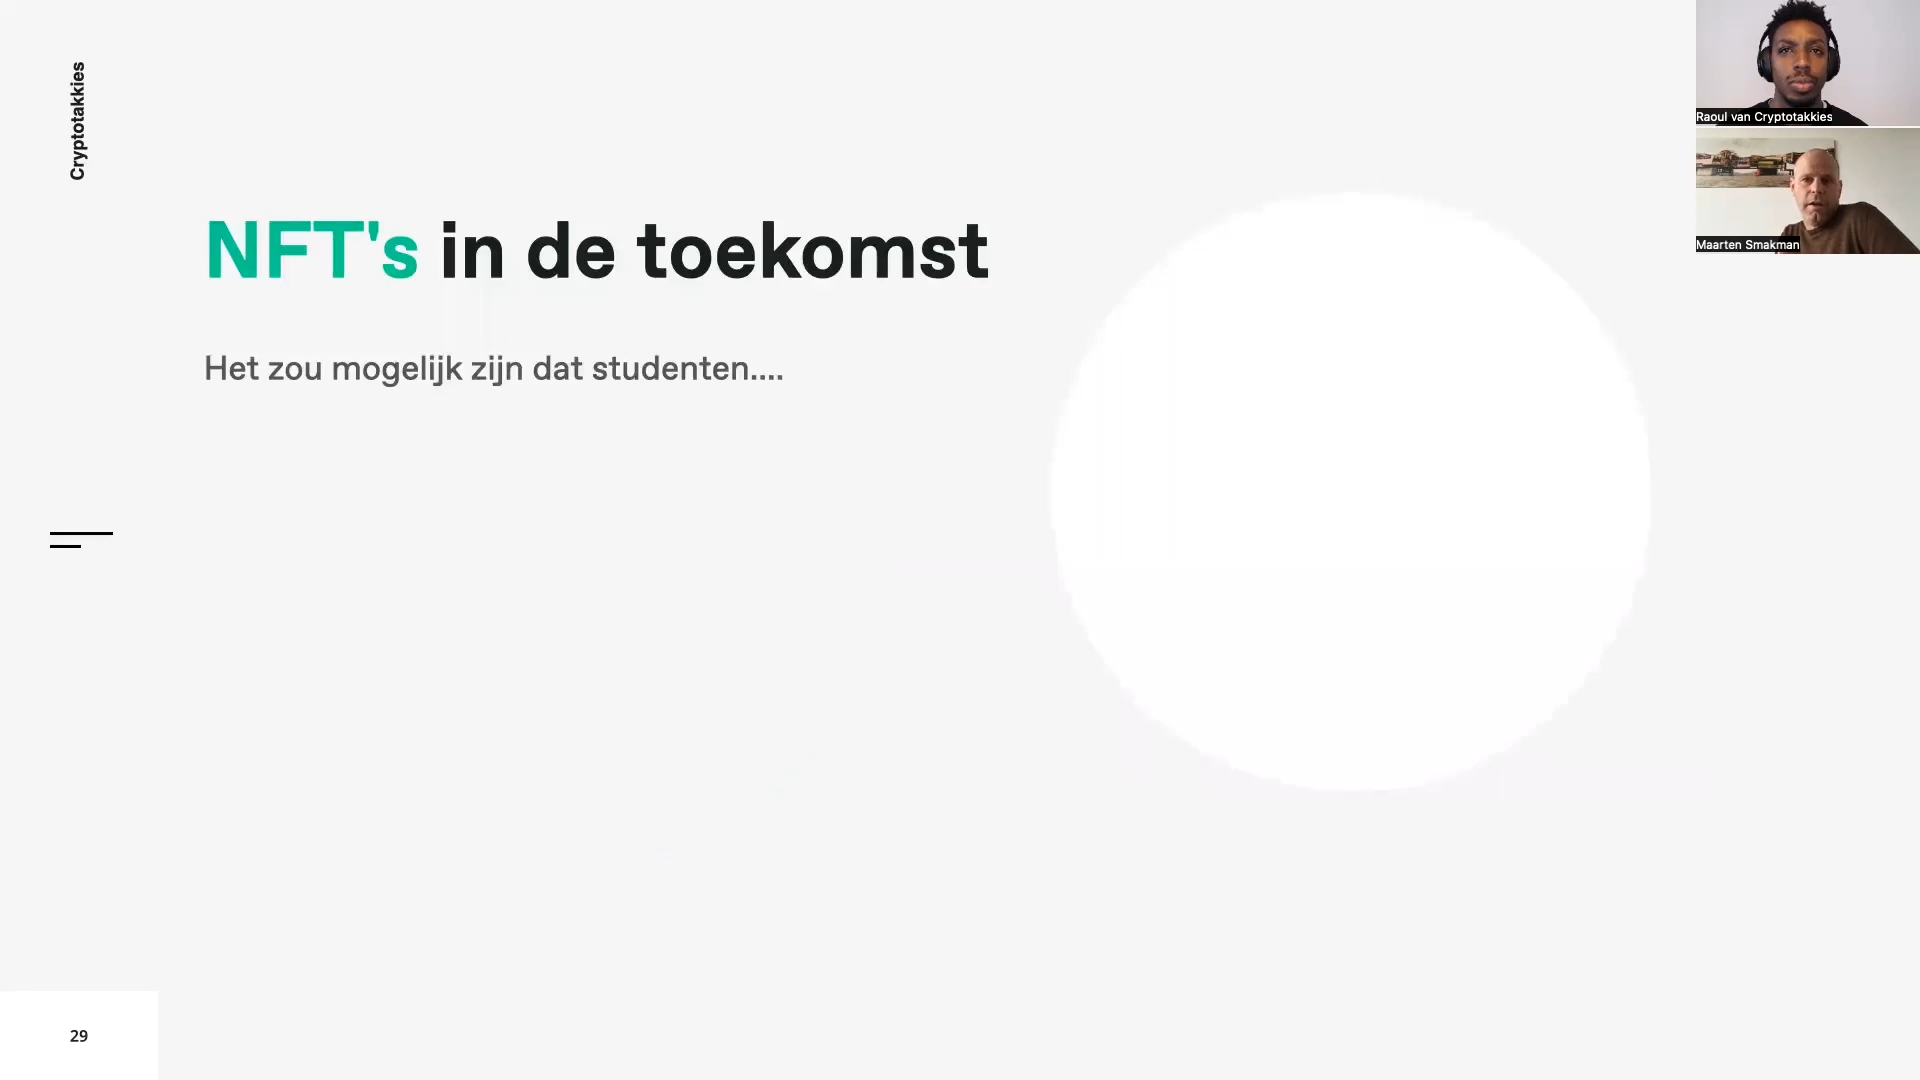 Cryptotakkies
NFT's in de toekomst
Het zou mogelijk zijn dat studenten....
Raoul van Cryptotakkies
Maarten Smakman
29